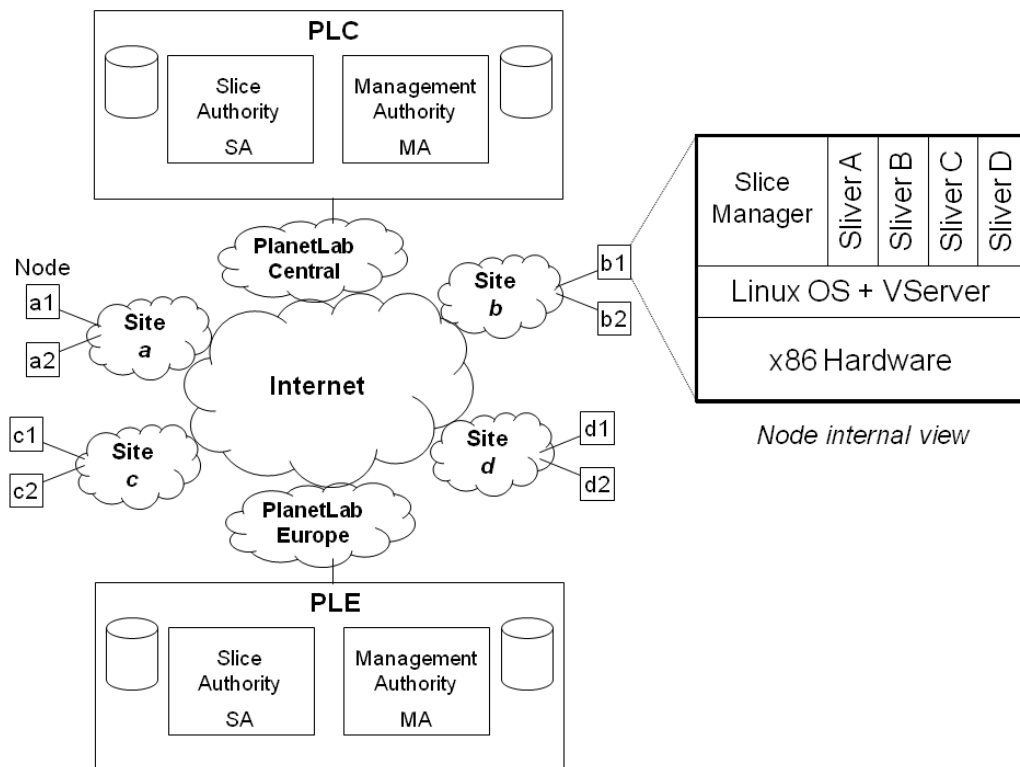 PLC
Slice
Authority
SA
Management
Authority
MA
PlanetLab
Central
Node
a1
a2
Site
a
Site
b
b1
b2
Internet
c1
c2
Site
c
Site
d
d1
d2
PlanetLab
Europe
PLE
Slice
Authority
SA
Management
Authority
MA
Slice
Manager
Sliver A
Sliver B
Sliver C
Sliver D
Linux OS + VServer
x86 Hardware
Node internal view